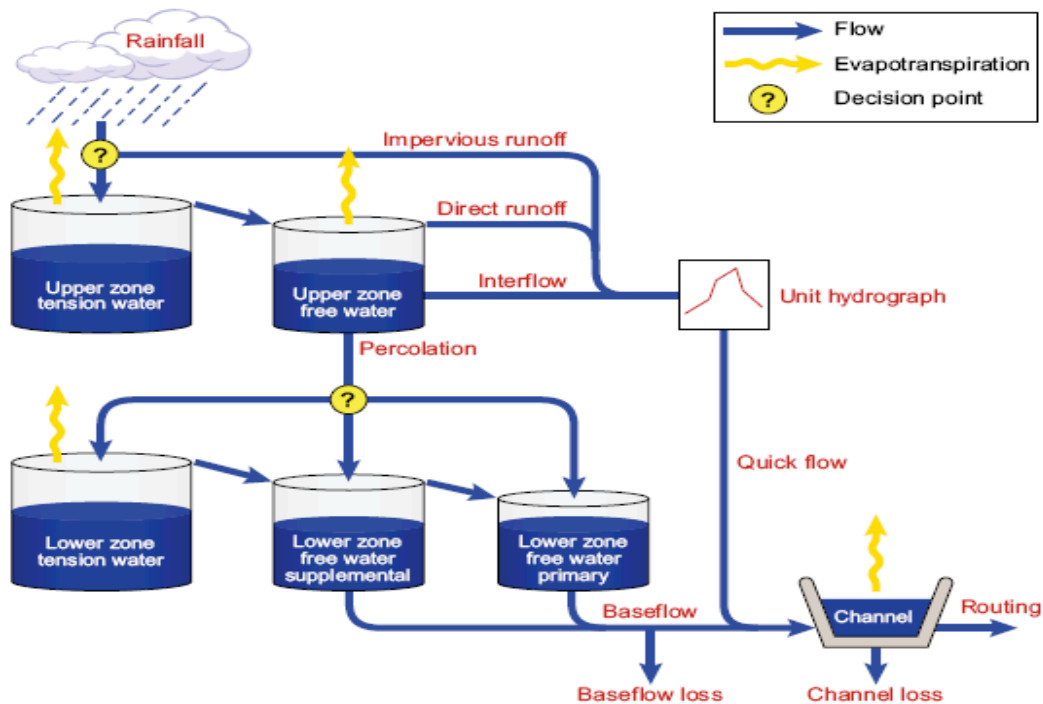 Rainfall
Flow
Evapotranspiration
?
Decision point
Impervious runoff
?
Direct runoff
Interflow
Upper zone
tension water
Upper zone
free water
Unit hydrograph
Percolation
?
Quick flow
Lower zone
tension water
Lower zone
free water
supplemental
Lower zone
free water
primary
Baseflow
Channel
Routing
Baseflow loss
Channel loss